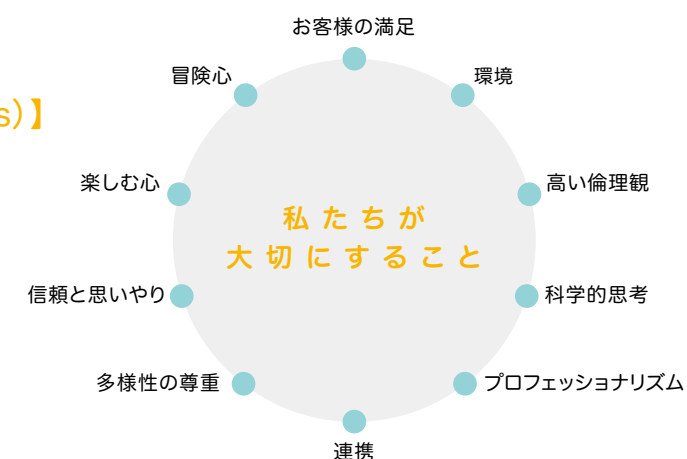 お客様の満足
冒険心
環境
s)】
楽しむ心
高い倫理観
私たちが
大切にすること
信頼と思いやり
科学的思考
多様性の尊重
プロフェッショナリズム
連携